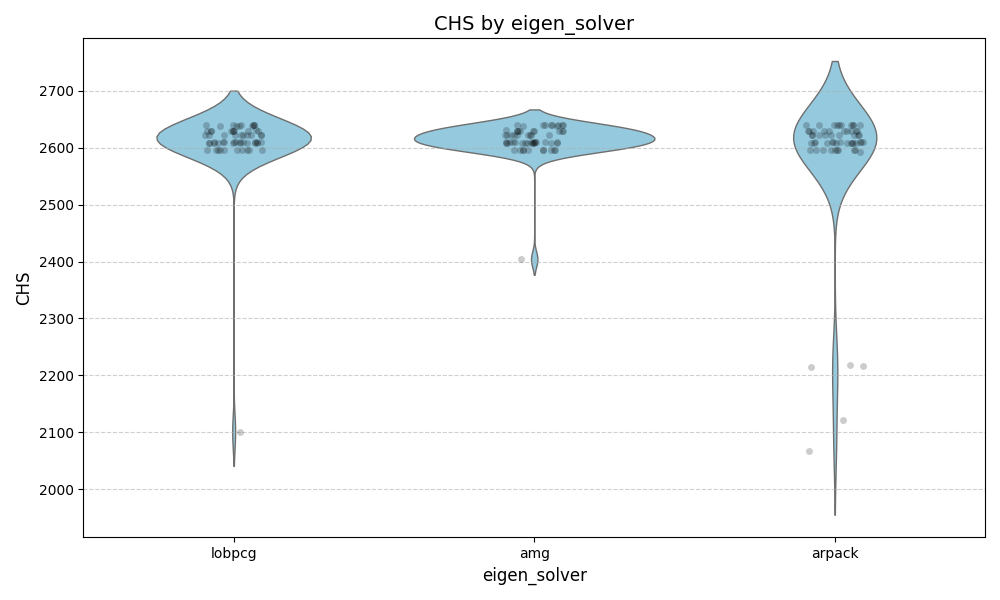 CHS by eigen_solver
CHS
2700
2600
2500
2400
2300
2200
2100
2000
lobpcg
amg
arpack
eigen_solver